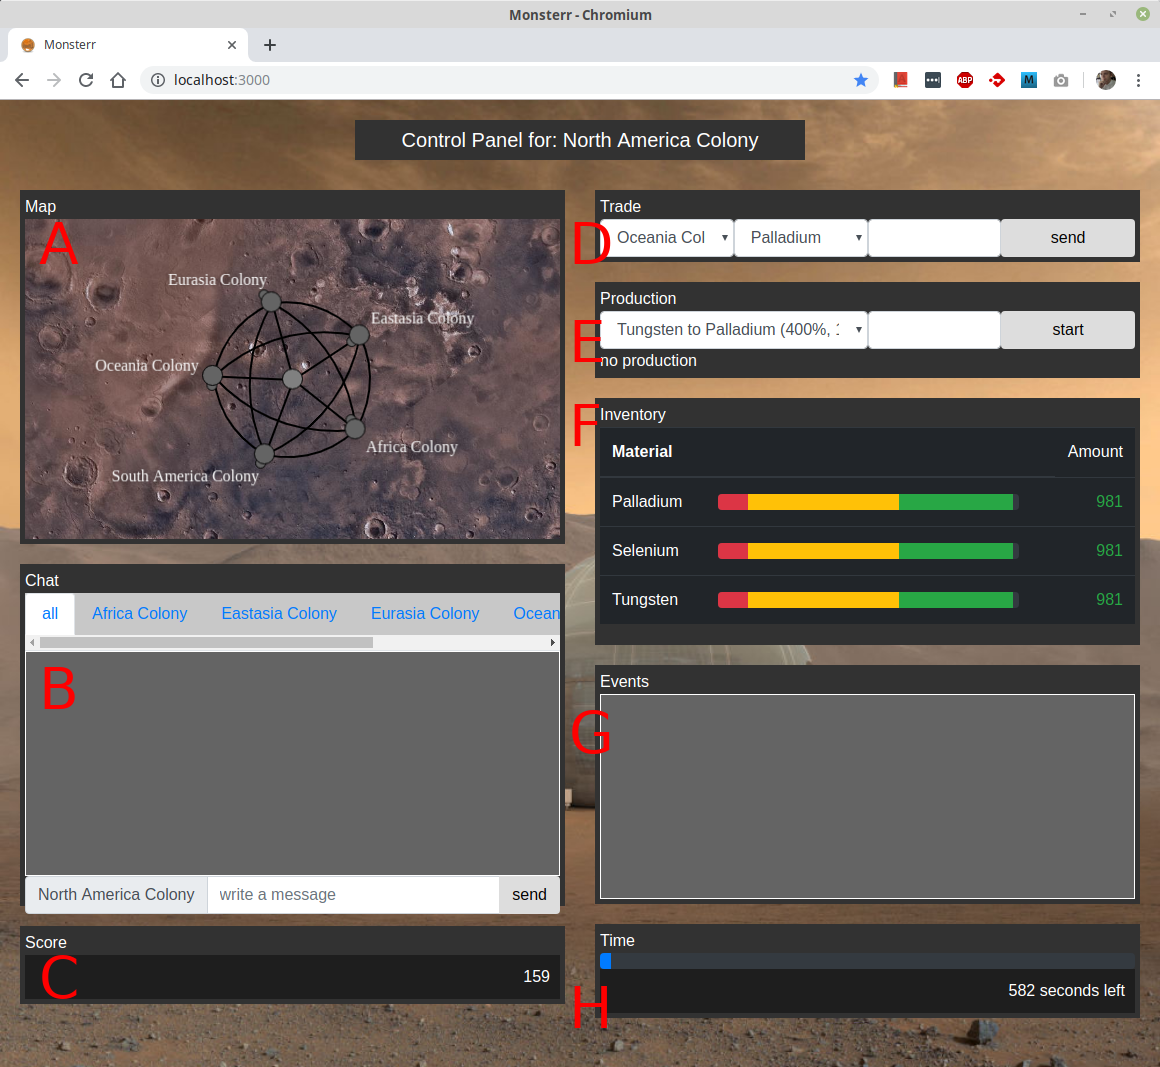 Monsterr - Chromium
Monsterr
localhost:3000
ABP
M
Control Panel for: North America Colony
Map
A
Eurasia Colony
Eastasia Colony
Oceania Colony
Africa Colony
South America Colony
Chat
all Africa Colony Eastasia Colony Eurasia Colony Ocean
B
North America Colony write a message send
Score
C
159
Trade
D
Oceania Col Palladium send
Production
E
Tungsten to Palladium (400%, start
no production
F
Inventory
Material Amount
Palladium 981
Selenium 981
Tungsten 981
Events
G
Time
H
582 seconds left